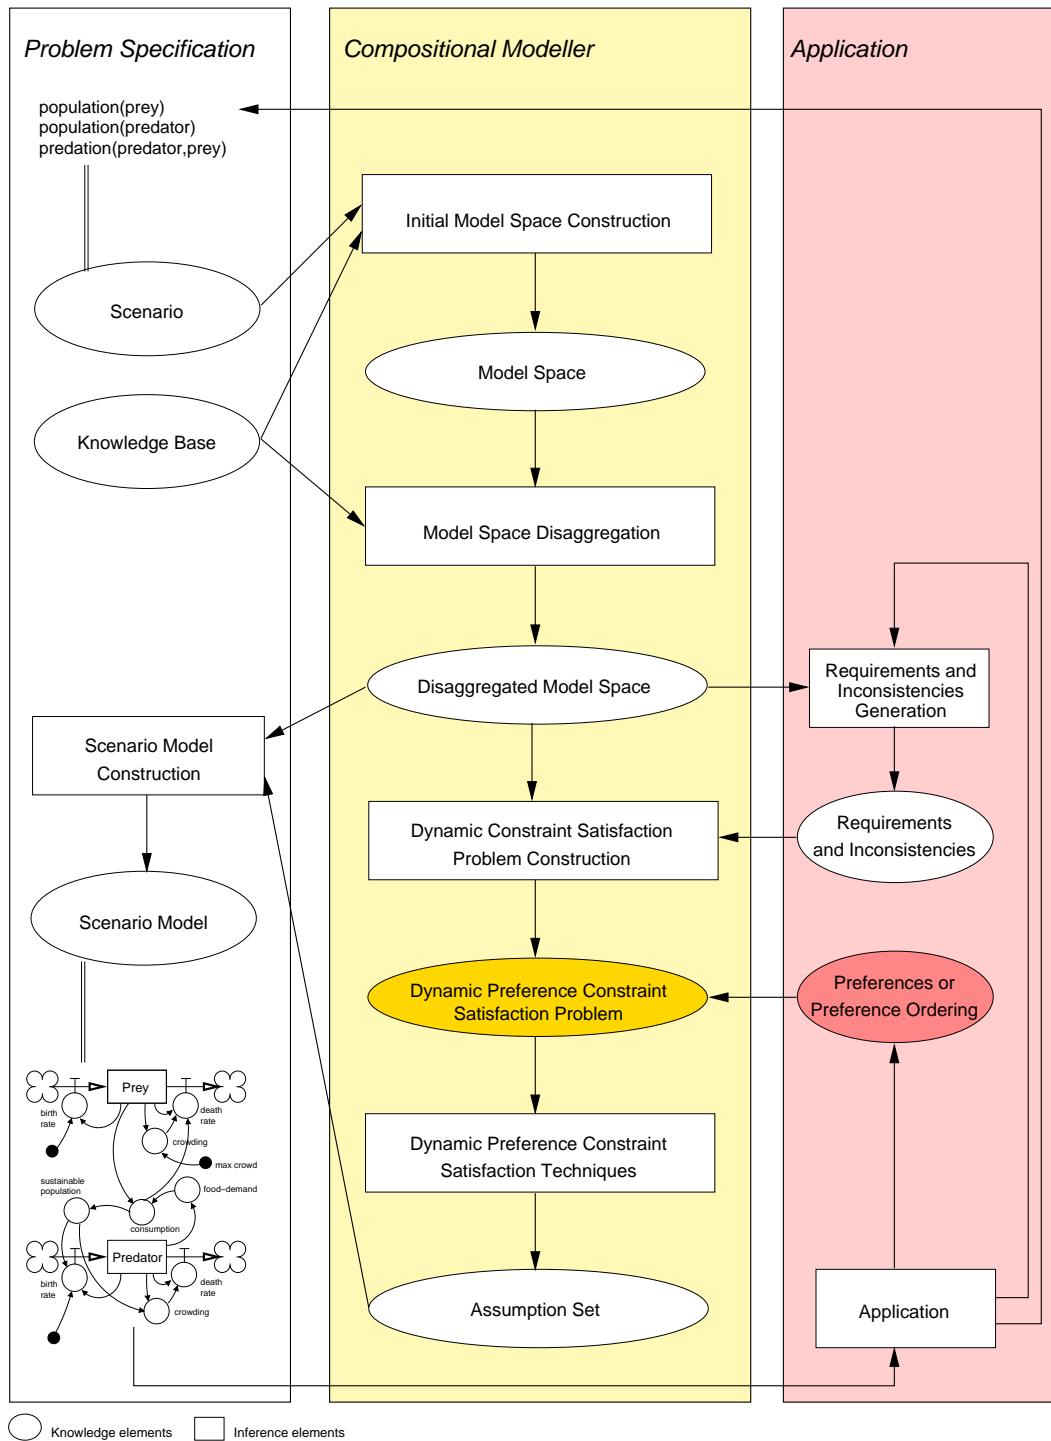 Problem Specification
population(prey)
population(predator)
predation(predator,prey)
Scenario
Knowledge Base
Scenario Model
Construction
Scenario Model
Prey
birth
rate
death
rate
crowding
max crowd
sustainable
population
food–demand
consumption
Predator
birth
rate
death
rate
crowding
Compositional Modeller
Initial Model Space Construction
Model Space
Model Space Disaggregation
Disaggregated Model Space
Dynamic Constraint Satisfaction
Problem Construction
Dynamic Preference Constraint
Satisfaction Problem
Dynamic Preference Constraint
Satisfaction Techniques
Assumption Set
Application
Requirements and
Inconsistencies
Generation
Requirements
and Inconsistencies
Preferences or
Preference Ordering
Application
Knowledge elements
Inference elements